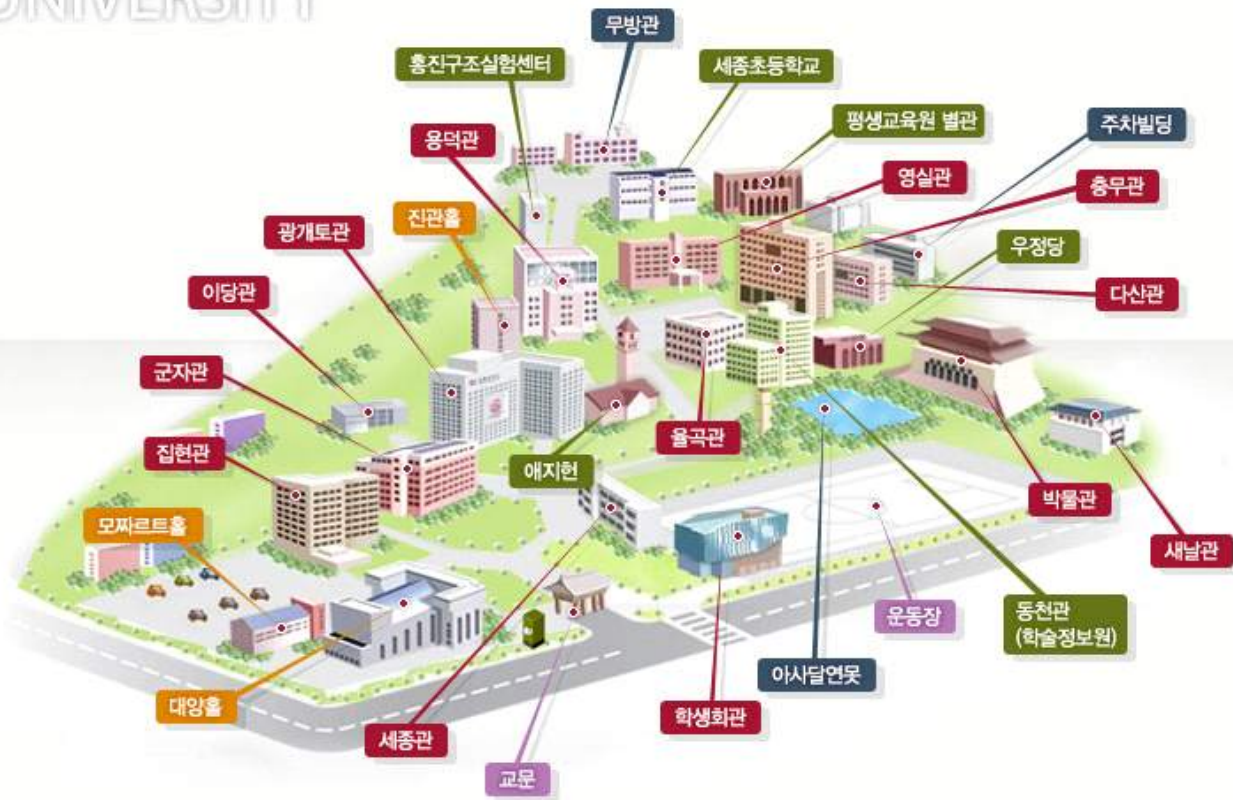 UNIVERSITY
무방관
홍진구조실험센터
세종초등학교
평생교육원 별관
주차빌딩
용덕관
영실관
충무관
진관홀
광개토관
우정당
이당관
다산관
군자관
율곡관
집현관
애지헌
박물관
모짜르트홀
새날관
운동장
동천관
(학술정보원)
아사달연못
대양홀
학생회관
세종관
교문